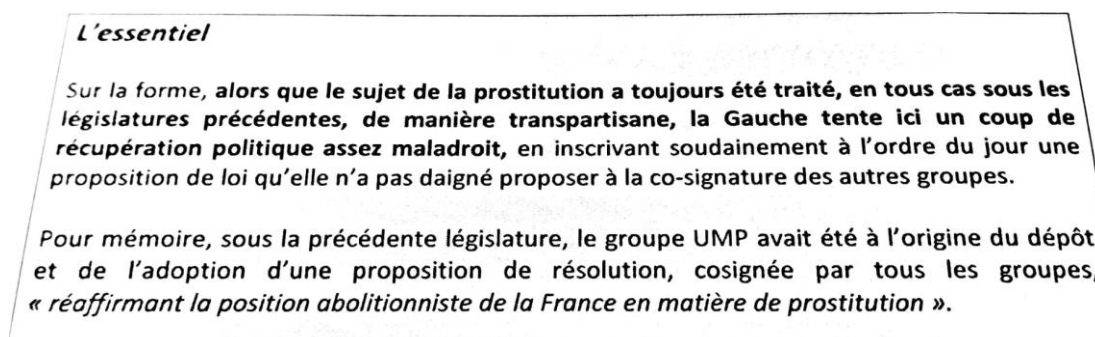 L'essentiel
Sur la forme, alors que le sujet de la prostitution a toujours été traité, en tous cas sous les
législatures précédentes, de manière transpartisane, la Gauche tente ici un coup de
récupération politique assez maladroit, en inscrivant soudainement à l'ordre du jour une
proposition de loi qu'elle n'a pas daigné proposer à la co-signature des autres groupes.
Pour mémoire, sous la précédente législature, le groupe UMP avait été à l'origine du dépôt
et de l'adoption d'une proposition de résolution, cosignée par tous les groupes,
« réaffirmant la position abolitionniste de la France en matière de prostitution ».